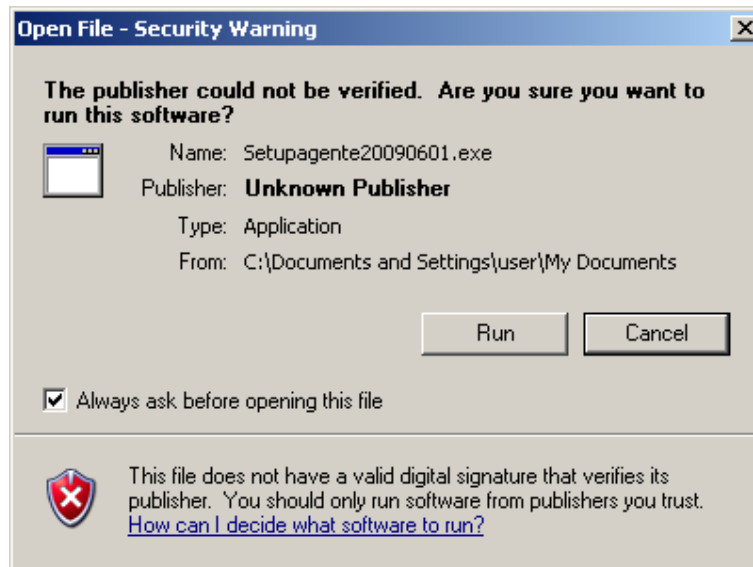 Open File - Security Warning
The publisher could not be verified.  Are you sure you want to
run this software?
Name: Setupagente20090601.exe
Publisher: Unknown Publisher
Type: Application
From: C:\Documents and Settings\user\My Documents
Run Cancel
Always ask before opening this file
This file does not have a valid digital signature that verifies its
publisher.  You should only run software from publishers you trust.
How can I decide what software to run?